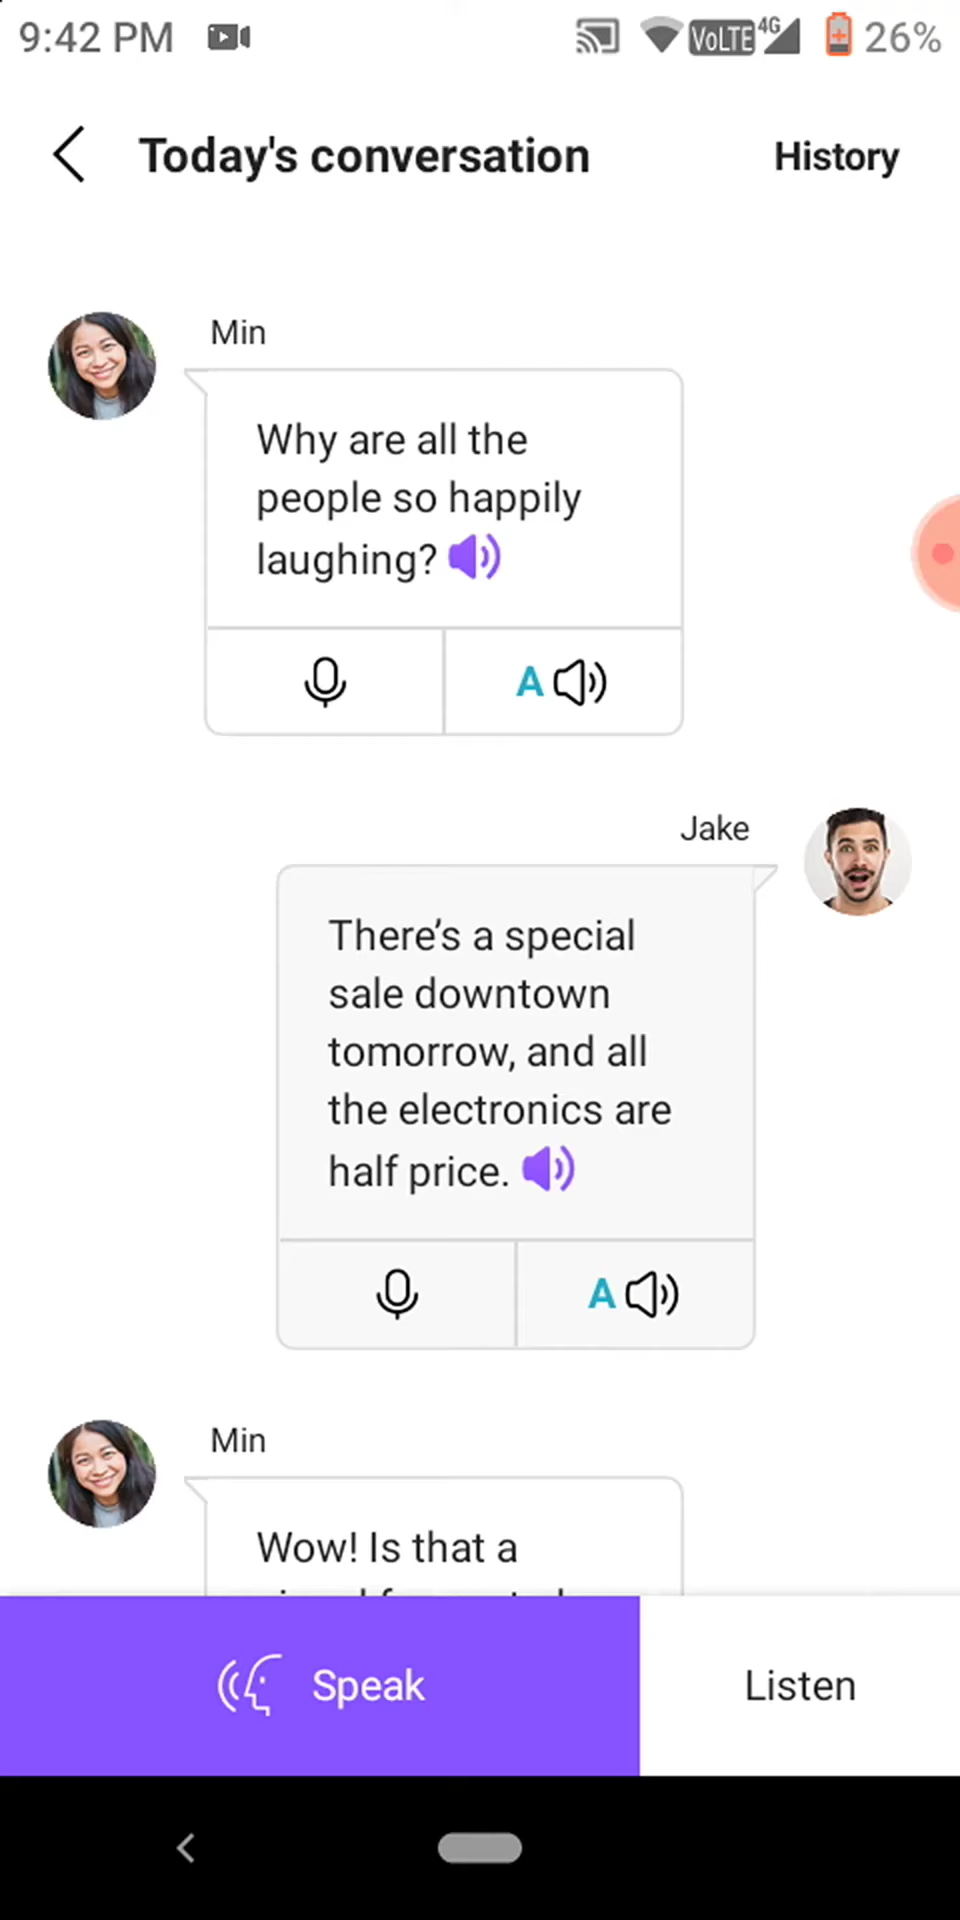 9:42 PM VoLTE 4G 26%
Today's conversation History
Min
Why are all the
people so happily
laughing?
A
Jake
There’s a special
sale downtown
tomorrow, and all
the electronics are
half price.
A
Min
Wow! Is that a
Speak Listen